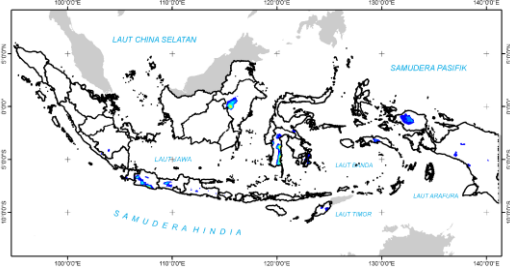 100°0'0"E 110°0'0"E 120°0'0"E 130°0'0"E 140°0'0"E
LAUT CHINA SELATAN
SAMUDERA PASIFIK
5°0'0"N 5°0'0"N
0°0'0" 0°0'0"
LAUT JAWA
LAUT BANDA
5°0'0"S 5°0'0"S
LAUT ARAFURA
10°0'0"S 10°0'0"S
SAMUDERA HINDIA
LAUT TIMOR
100°0'0"E 110°0'0"E 120°0'0"E 130°0'0"E 140°0'0"E